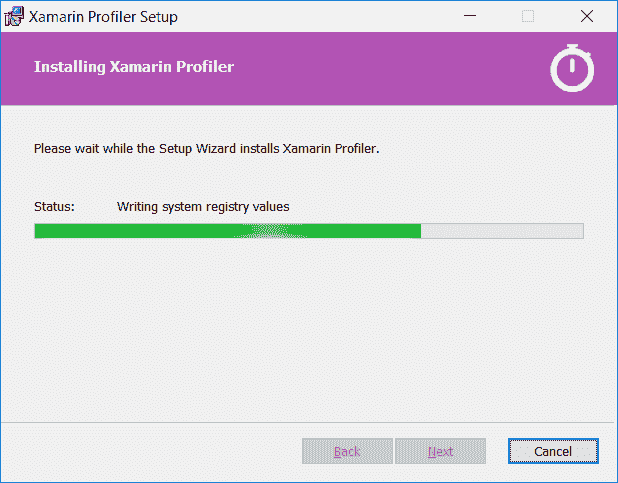 Xamarin Profiler Setup
Installing Xamarin Profiler
Please wait while the Setup Wizard installs Xamarin Profiler.
Status: Writing system registry values
Back Next Cancel